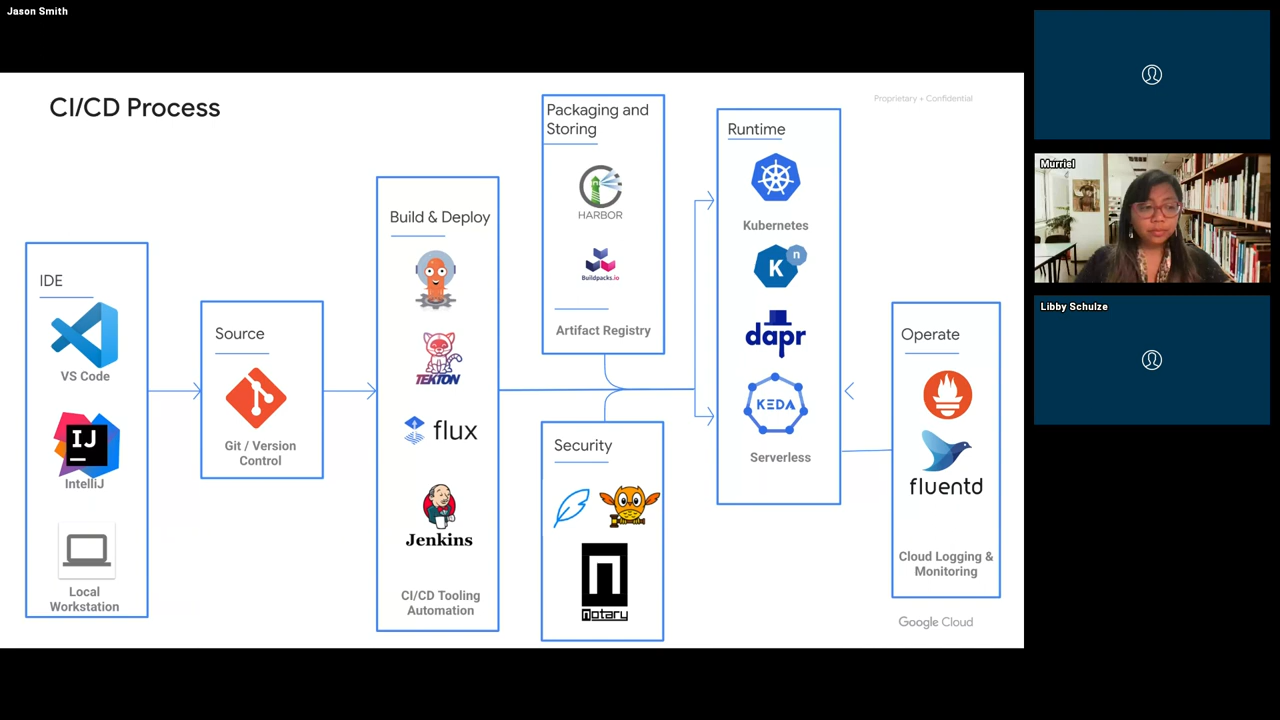 Jason Smith
CI/CD Process
Proprietary + Confidential
IDE
VS Code
IJ
IntelliJ
Local
Workstation
Source
Git / Version
Control
Build & Deploy
TEKTON
flux
Jenkins
CI/CD Tooling
Automation
Packaging and
Storing
HARBOR
Buildpacks.io
Artifact Registry
Security
n
notary
Runtime
Kubernetes
K
n
dapr
KEDA
Serverless
Operate
fluentd
Cloud Logging &
Monitoring
Google Cloud
Murriel
Libby Schulze